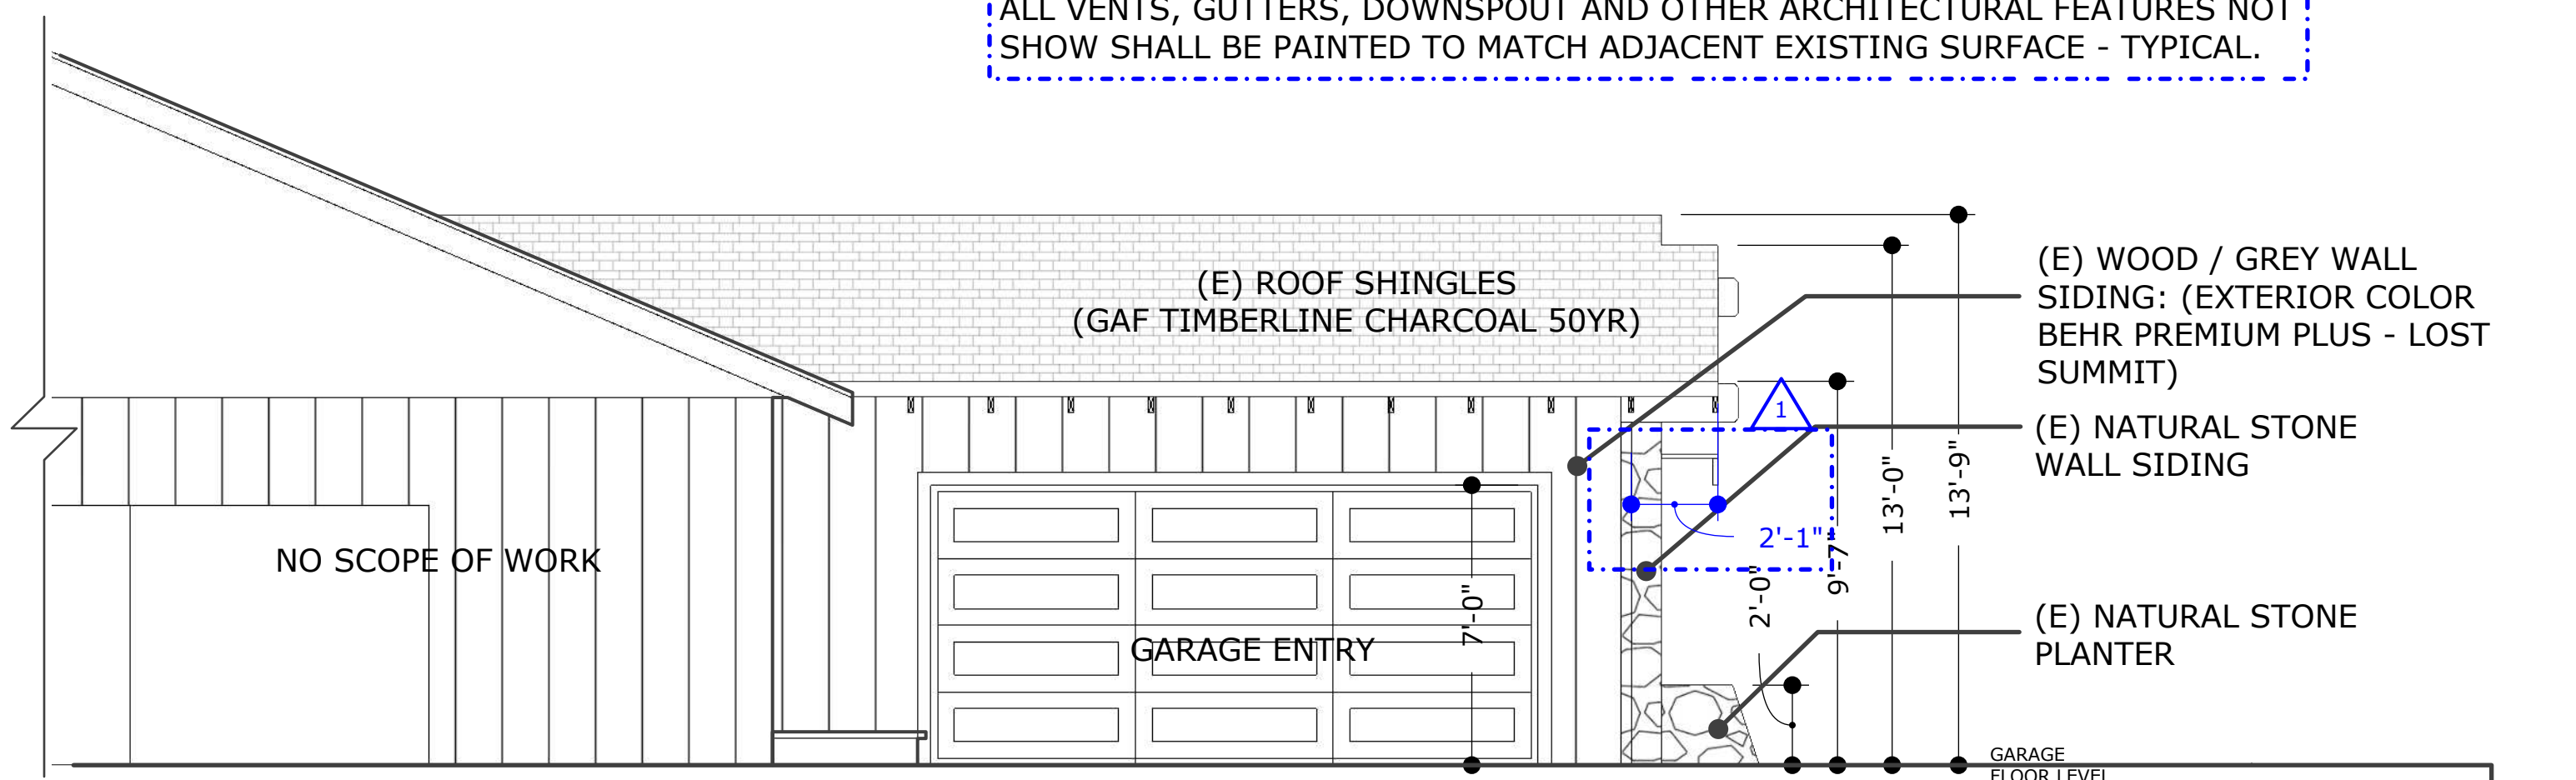 ALL VENTS, GUTTERS, DOWNSPOUT AND OTHER ARCHITECTURAL FEATURES NOT
SHOW SHALL BE PAINTED TO MATCH ADJACENT EXISTING SURFACE - TYPICAL.
(E) ROOF SHINGLES
(GAF TIMBERLINE CHARCOAL 50YR)
(E) WOOD / GREY WALL
SIDING: (EXTERIOR COLOR
BEHR PREMIUM PLUS - LOST
SUMMIT)
1
(E) NATURAL STONE
WALL SIDING
13'-0"
13'-9"
2'-1"
9'-7"
2'-0"
7'-0"
NO SCOPE OF WORK
GARAGE ENTRY
(E) NATURAL STONE
PLANTER
GARAGE
FLOOR LEVEL